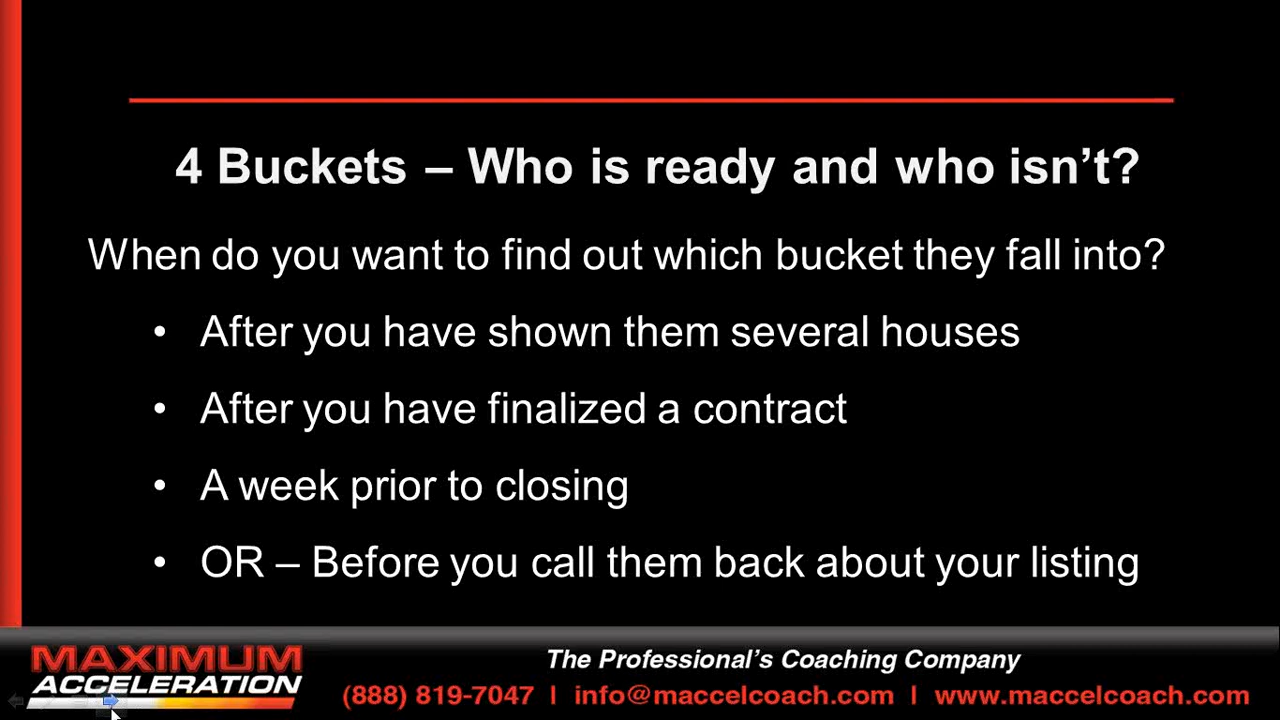 4 Buckets – Who is ready and who isn’t?
When do you want to find out which bucket they fall into?
• After you have shown them several houses
• After you have finalized a contract
• A week prior to closing
• OR – Before you call them back about your listing
MAXIMUM
ACCELERATION
The Professional’s Coaching Company
(888) 819-7047 | info@maccelcoach.com | www.maccelcoach.com